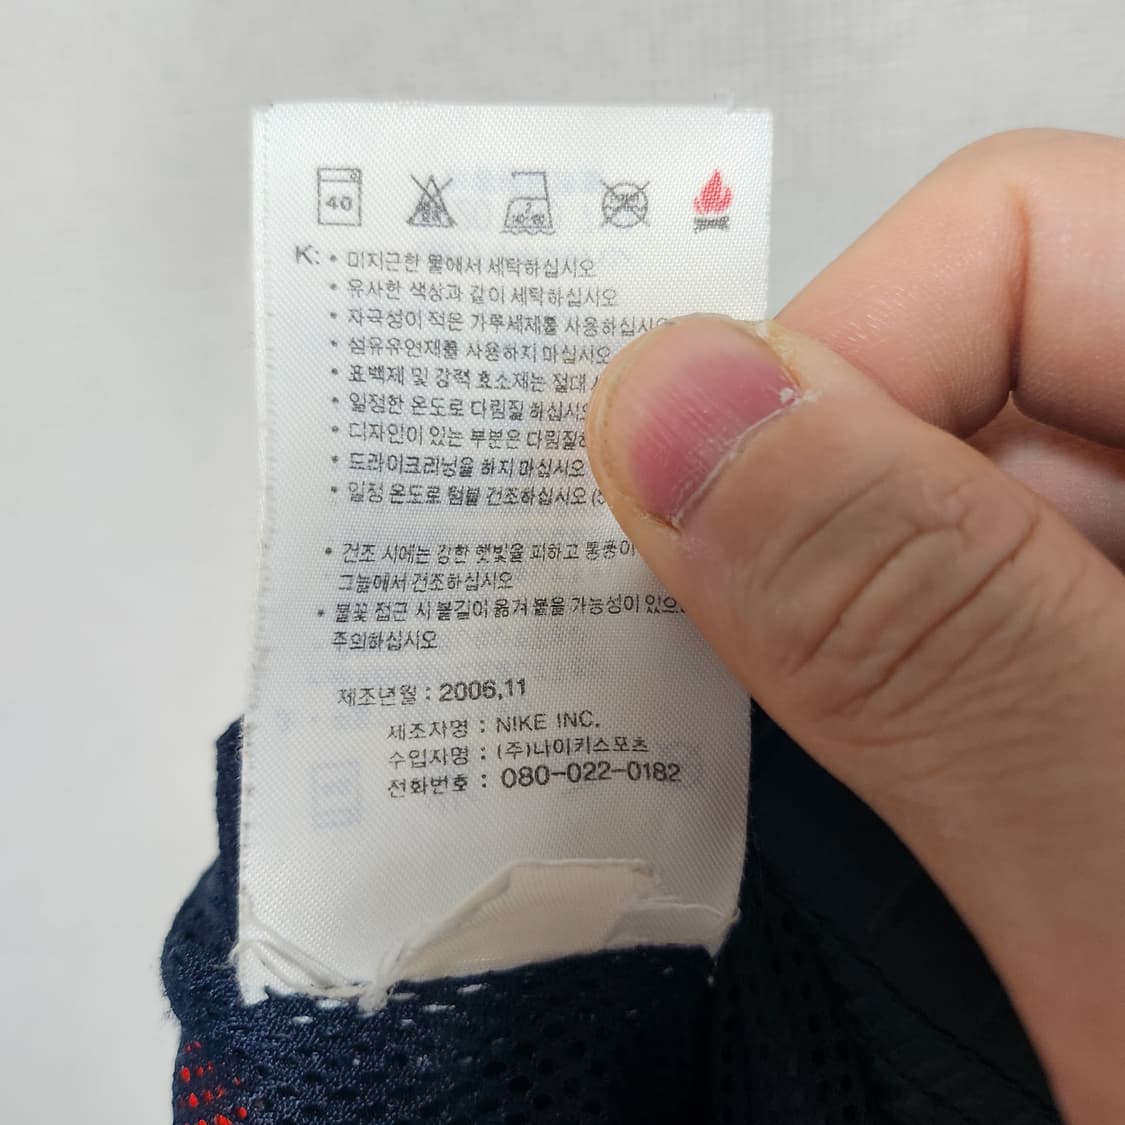 40
K: • 미지근한 물에서 세탁하십시오
• 유사한 색상과 같이 세탁하십시오
• 자극성이 적은 가루세제를 사용하십시오
• 섬유유연제를 사용하지 마십시오
• 표백제 및 강력 효소제는 절대
• 일정한 온도로 다림질 하십시오
• 디자인이 있는 부분은 다림질
• 드라이크리닝을 하지 마십시오
• 일정 온도로 텀블 건조하십시오
• 건조 시에는 강한 햇빛을 피하고 통풍이
그늘에서 건조하십시오
• 불꽃 접근 시 불길이 옮겨 붙을 가능성이
주의하십시오
제조년월 : 2006,11
제조자명 : NIKE INC.
수입자명 : (주)나이키스포츠
전화번호 : 080-022-0182